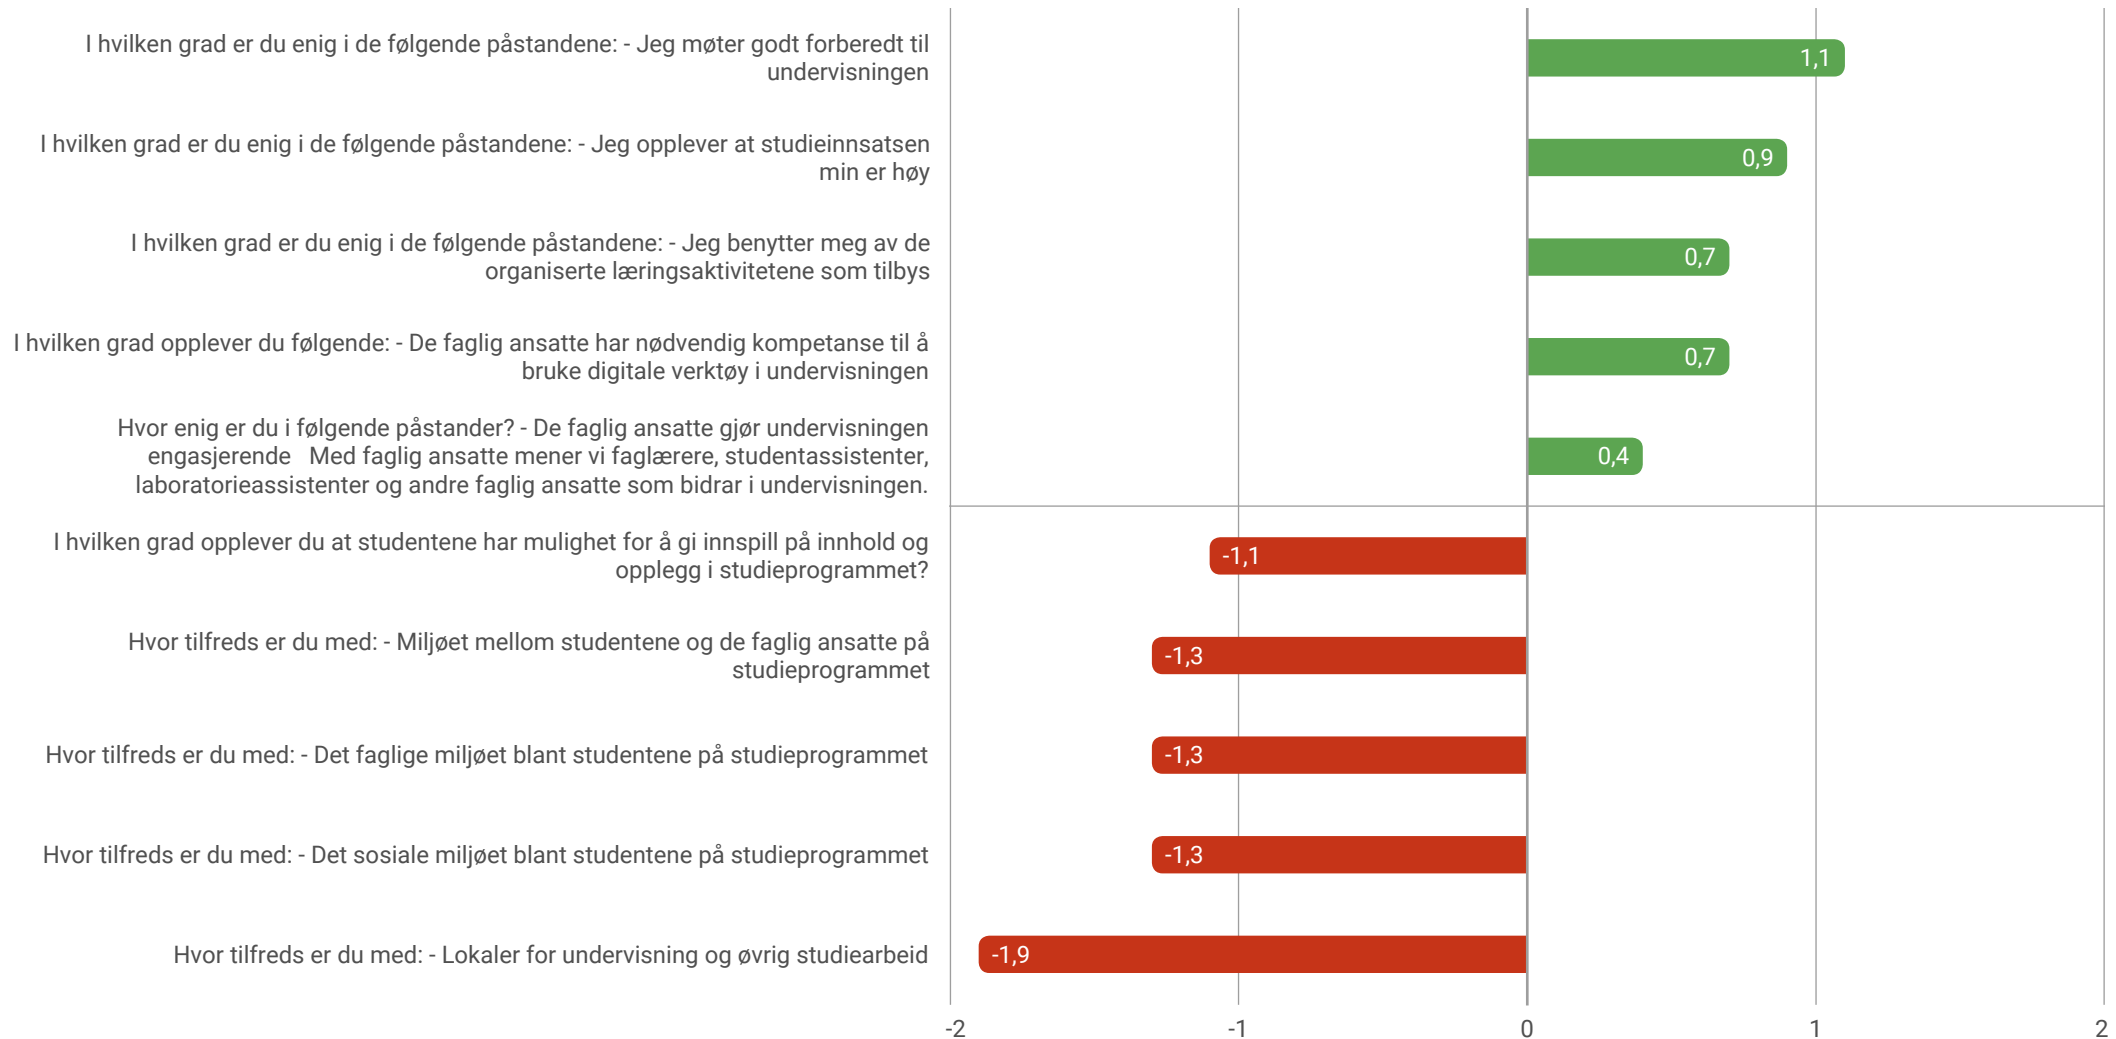 I hvilken grad er du enig i de følgende påstandene: - Jeg møter godt forberedt til
undervisningen
1,1
I hvilken grad er du enig i de følgende påstandene: - Jeg opplever at studieinnsatsen
min er høy
0,9
I hvilken grad er du enig i de følgende påstandene: - Jeg benytter meg av de
organiserte læringsaktivitetene som tilbys
0,7
I hvilken grad opplever du følgende: - De faglig ansatte har nødvendig kompetanse til å
bruke digitale verktøy i undervisningen
0,7
Hvor enig er du i følgende påstander? - De faglig ansatte gjør undervisningen
engasjerende   Med faglig ansatte mener vi faglærere, studentassistenter,
laboratorieassistenter og andre faglig ansatte som bidrar i undervisningen.
0,4
I hvilken grad opplever du at studentene har mulighet for å gi innspill på innhold og
opplegg i studieprogrammet?
-1,1
Hvor tilfreds er du med: - Miljøet mellom studentene og de faglig ansatte på
studieprogrammet
-1,3
Hvor tilfreds er du med: - Det faglige miljøet blant studentene på studieprogrammet
-1,3
Hvor tilfreds er du med: - Det sosiale miljøet blant studentene på studieprogrammet
-1,3
Hvor tilfreds er du med: - Lokaler for undervisning og øvrig studiearbeid
-1,9
-2 -1 0 1 2